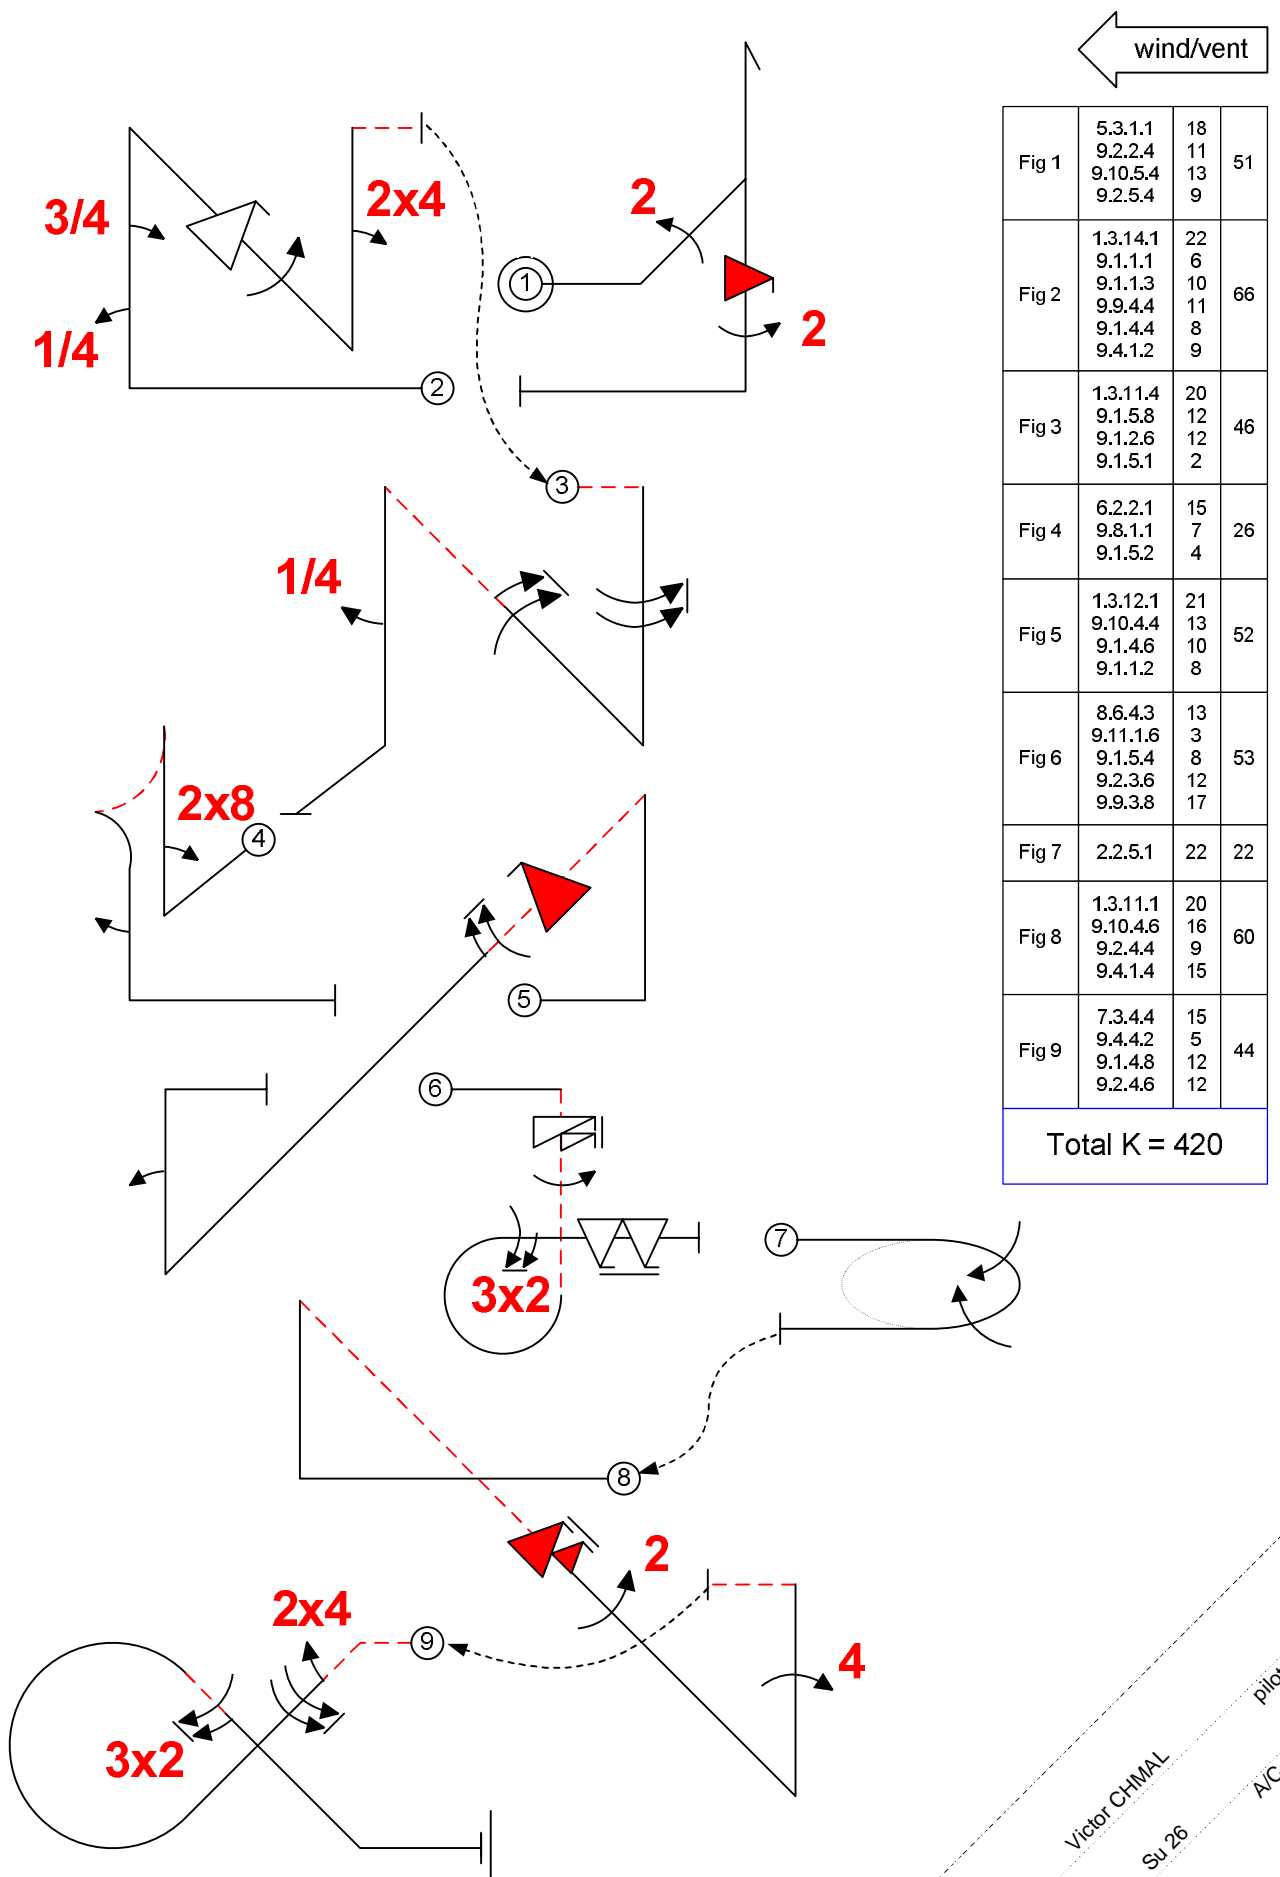 wind/vent
3/4
2x4
2
1
2
1/4
2
3
1/4
2x8
4
5
6
3x2
7
8
2
2x4
9
4
3x2
Fig 1 5.3.1.1 18 51
9.2.2.4 11
9.10.5.4 13
9.2.5.4 9
Fig 2 1.3.14.1 22 66
9.1.1.1 6
9.1.1.3 10
9.9.4.4 11
9.1.4.4 8
9.4.1.2 9
Fig 3 1.3.11.4 20 46
9.1.5.8 12
9.1.2.6 12
9.1.5.1 2
Fig 4 6.2.2.1 15 26
9.8.1.1 7
9.1.5.2 4
Fig 5 1.3.12.1 21 52
9.10.4.4 13
9.1.4.6 10
9.1.1.2 8
Fig 6 8.6.4.3 13 53
9.11.1.6 3
9.1.5.4 8
9.2.3.6 12
9.9.3.8 17
Fig 7 2.2.5.1 22 22
Fig 8 1.3.11.1 20 60
9.10.4.6 16
9.2.4.4 9
9.4.1.4 15
Fig 9 7.3.4.4 15 44
9.4.4.2 5
9.1.4.8 12
9.2.4.6 12
Total K = 420
Victor CHMAL
pilot
Su 26
A/C